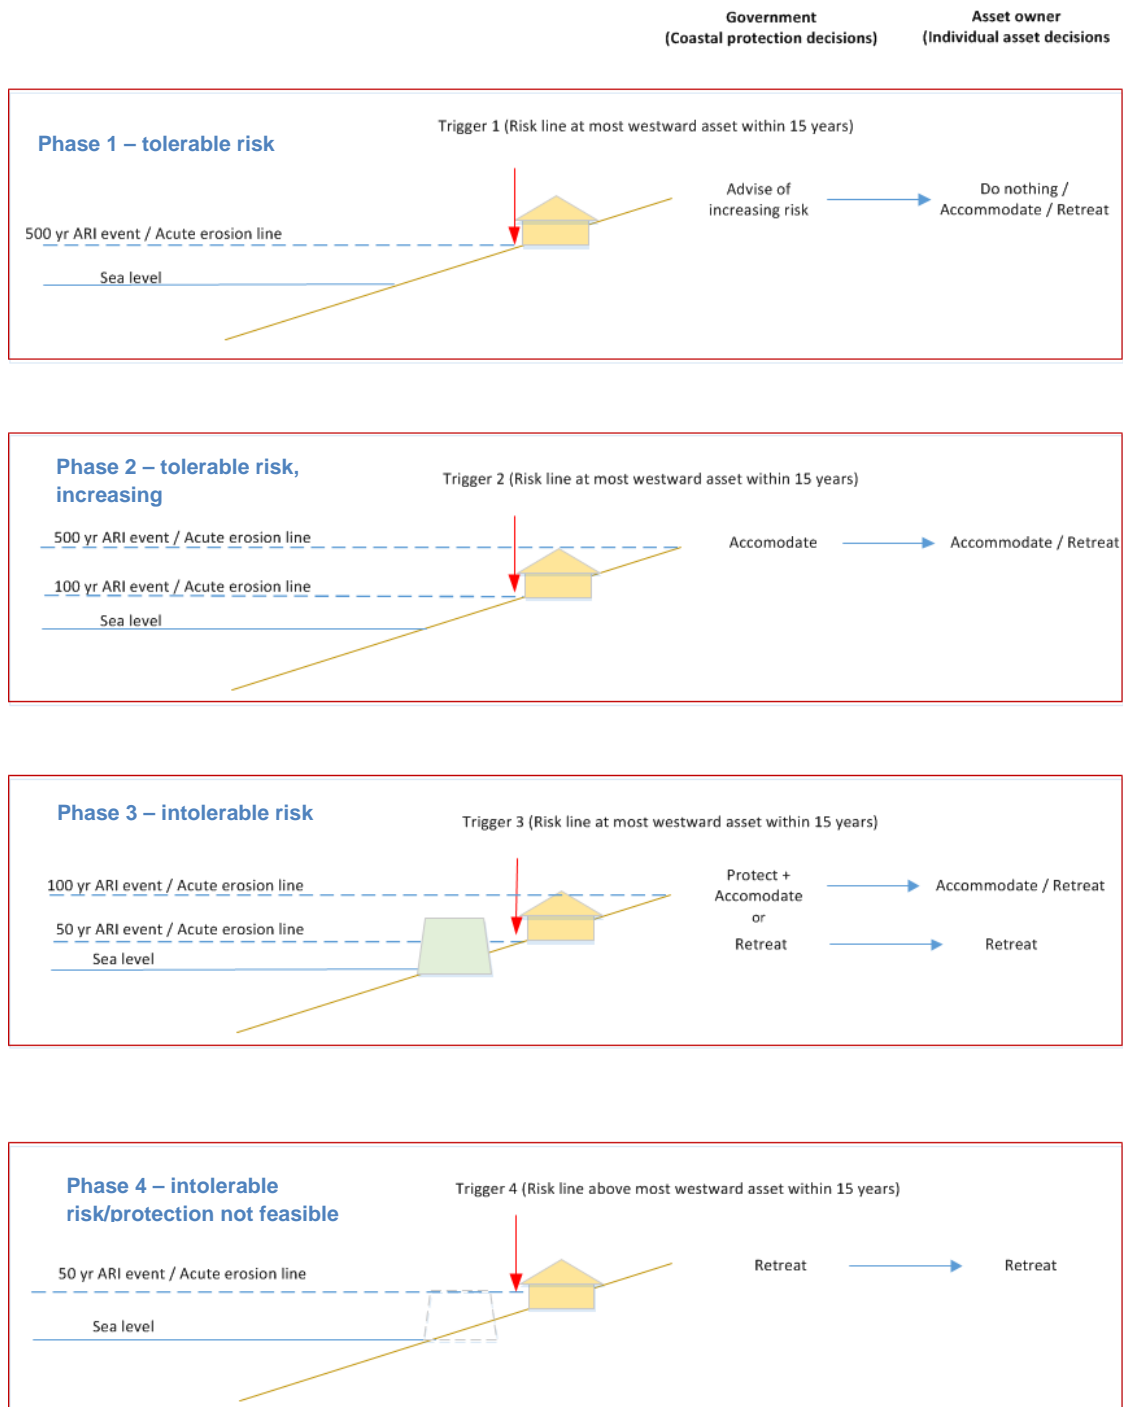 Government
(Coastal protection decisions)
Asset owner
(Individual asset decisions
Phase 1 – tolerable risk
Trigger 1 (Risk line at most westward asset within 15 years)
500 yr ARI event / Acute erosion line
Sea level
Advise of
increasing risk
Do nothing /
Accommodate / Retreat
Phase 2 – tolerable risk,
increasing
Trigger 2 (Risk line at most westward asset within 15 years)
500 yr ARI event / Acute erosion line
100 yr ARI event / Acute erosion line
Sea level
Accomodate
Accommodate / Retreat
Phase 3 – intolerable risk
Trigger 3 (Risk line at most westward asset within 15 years)
100 yr ARI event / Acute erosion line
50 yr ARI event / Acute erosion line
Sea level
Protect +
Accomodate
or
Retreat
Accommodate / Retreat
Retreat
Phase 4 – intolerable
risk/protection not feasible
Trigger 4 (Risk line above most westward asset within 15 years)
50 yr ARI event / Acute erosion line
Sea level
Retreat
Retreat